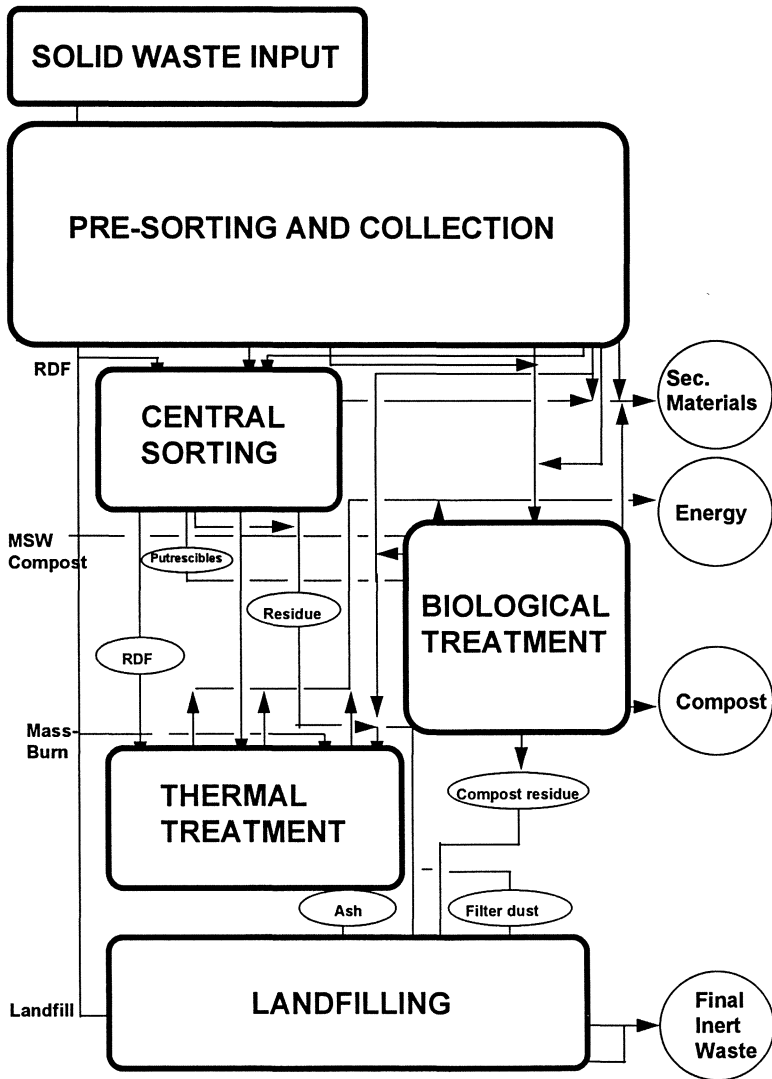 SOLID WASTE INPUT
PRE-SORTING AND COLLECTION
RDF
CENTRAL
SORTING
Sec.
Materials
Energy
MSW
Compost
Putrescibles
Residue
BIOLOGICAL
TREATMENT
RDF
Compost
Mass-
Burn
THERMAL
TREATMENT
Compost residue
Ash
Filter dust
Landfill
LANDFILLING
Final
Inert
Waste